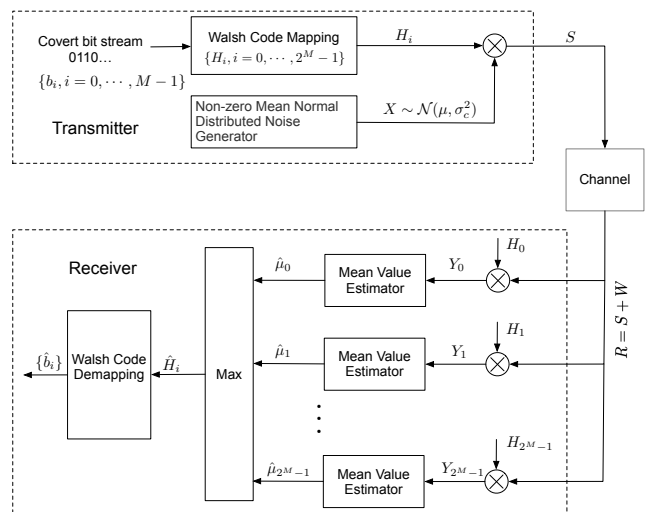 Covert bit stream
0110...
{b_i, i = 0, ⋯ , M − 1}
Walsh Code Mapping
{H_i, i = 0, ⋯ , 2^M − 1}
H_i
S
Non-zero Mean Normal
Distributed Noise
Generator
X ∼ N(μ, σ_c^2)
Transmitter
Channel
R = S + W
Receiver
Max
μ̂_0
Mean Value
Estimator
Y_0
H_0
{b̂_i}
Walsh Code
Demapping
Ĥ_i
μ̂_1
Mean Value
Estimator
Y_1
H_1
μ̂_{2^M−1}
Mean Value
Estimator
Y_{2^M−1}
H_{2^M−1}